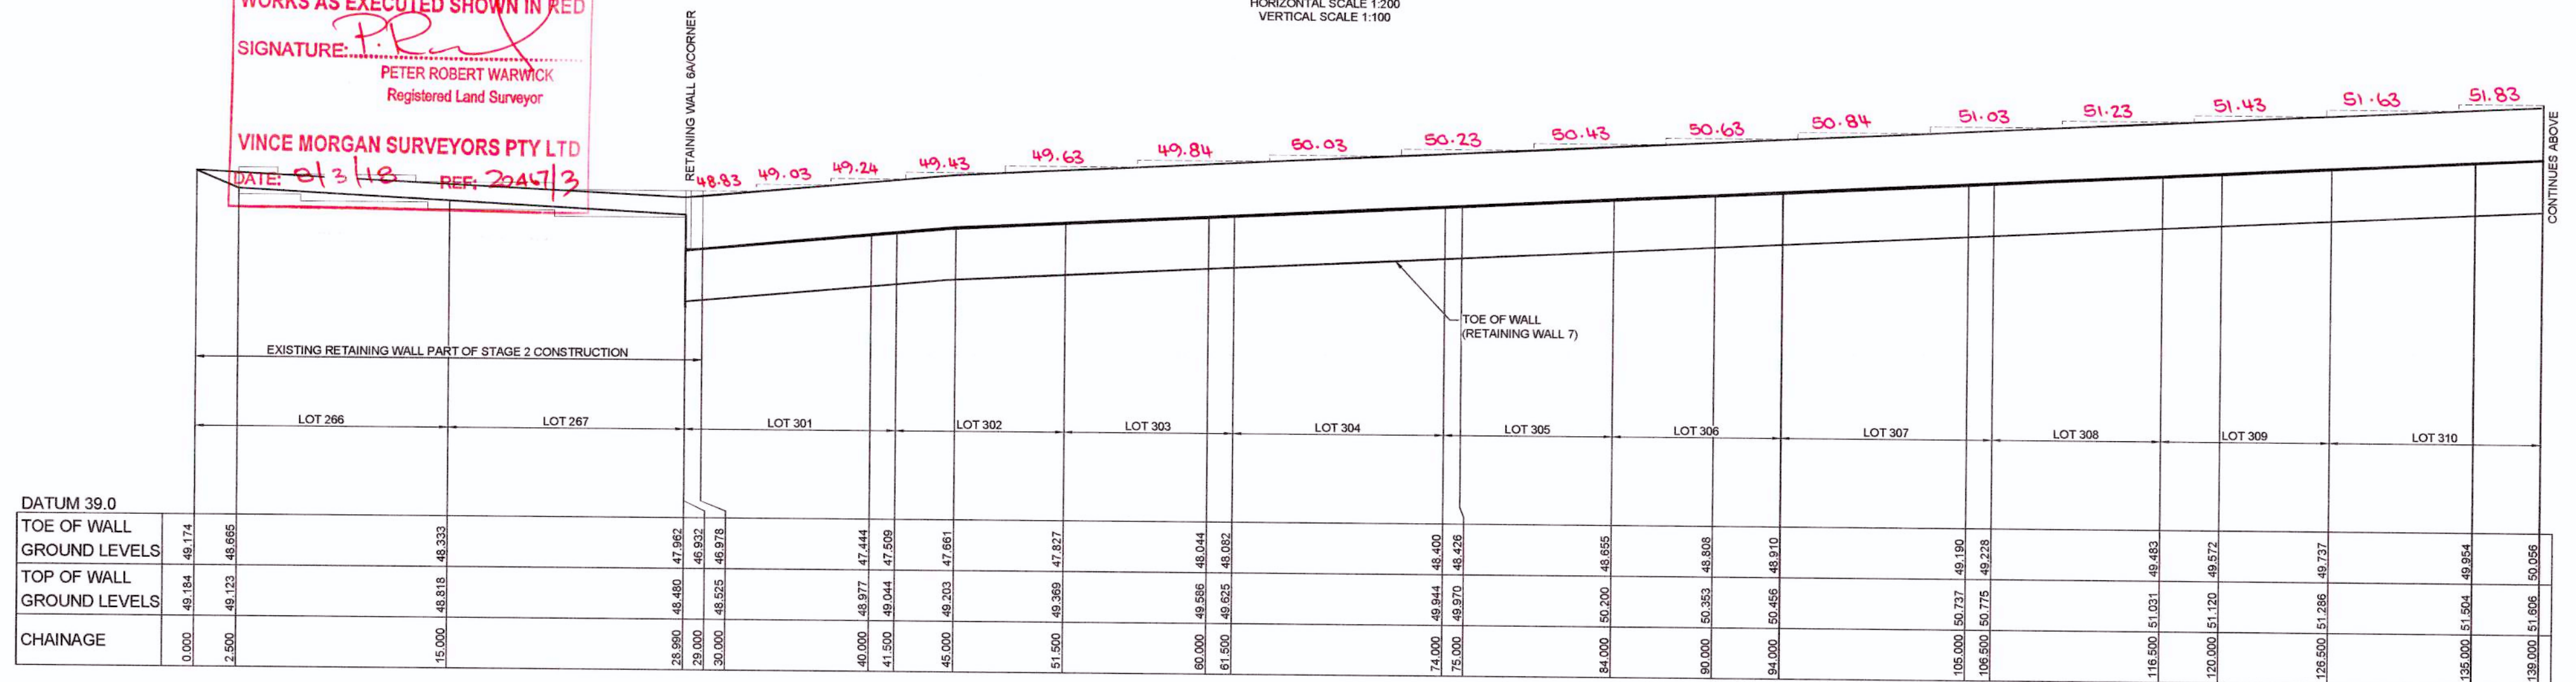 WORKS AS EXECUTED SHOWN IN RED
SIGNATURE:
PETER ROBERT WARWICK
Registered Land Surveyor
VINCE MORGAN SURVEYORS PTY LTD
DATE: 8/3/18 REF: 20467/3
HORIZONTAL SCALE 1:200
VERTICAL SCALE 1:100
RETAINING WALL 6A/CORNER
48.83 49.03 49.24 49.43 49.63 49.84 50.03 50.23 50.43 50.63 50.84 51.03 51.23 51.43 51.63 51.83
CONTINUES ABOVE
TOE OF WALL
(RETAINING WALL 7)
EXISTING RETAINING WALL PART OF STAGE 2 CONSTRUCTION
LOT 266 LOT 267 LOT 301 LOT 302 LOT 303 LOT 304 LOT 305 LOT 306 LOT 307 LOT 308 LOT 309 LOT 310
DATUM 39.0
TOE OF WALL
GROUND LEVELS 49.174 48.665 48.333 47.962 46.932 46.978 47.444 47.509 47.661 47.827 48.044 48.082 48.400 48.426 48.655 48.808 48.910 49.190 49.228 49.483 49.572 49.737 49.954 50.056
TOP OF WALL
GROUND LEVELS 49.184 49.123 48.818 48.480 48.525 48.977 49.044 49.203 49.369 49.586 49.625 49.944 49.970 50.200 50.353 50.456 50.737 50.775 51.031 51.120 51.286 51.504 51.606
CHAINAGE 0.000 2.500 15.000 28.990 29.000 30.000 40.000 41.500 45.000 51.500 60.000 61.500 74.000 75.000 84.000 90.000 94.000 105.000 106.500 116.500 120.000 126.500 135.000 139.000